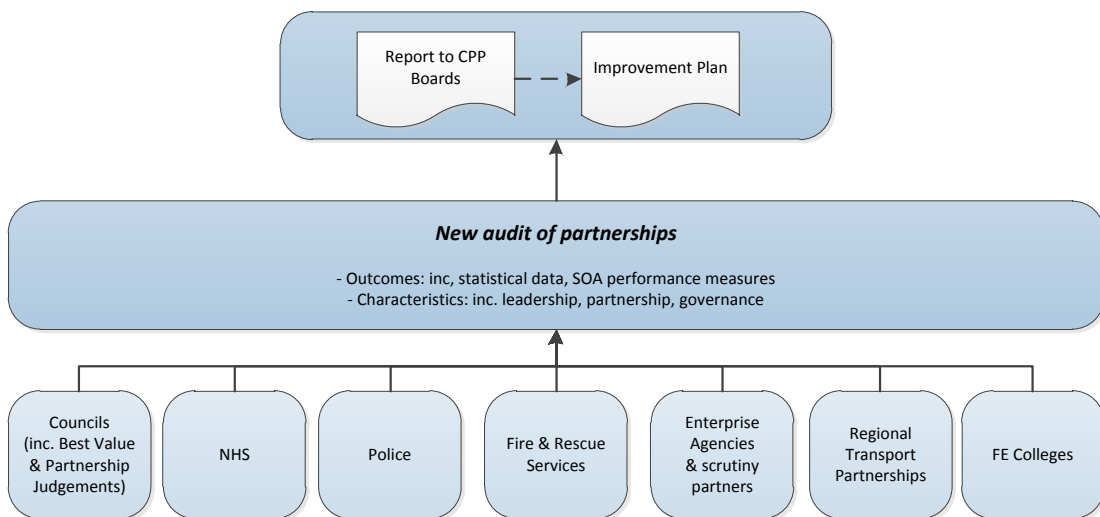 Report to CPP
Boards
Improvement Plan
New audit of partnerships
- Outcomes: inc, statistical data, SOA performance measures
- Characteristics: inc. leadership, partnership, governance
Councils
(inc. Best Value
& Partnership
Judgements)
NHS
Police
Fire & Rescue
Services
Enterprise
Agencies
& scrutiny
partners
Regional
Transport
Partnerships
FE Colleges